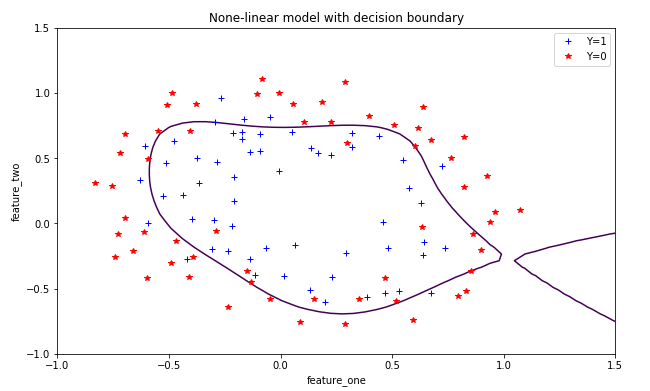 None-linear model with decision boundary
1.5
1.0
0.5
0.0
−0.5
−1.0
feature_two
Y=1
Y=0
−1.0 −0.5 0.0 0.5 1.0 1.5
feature_one